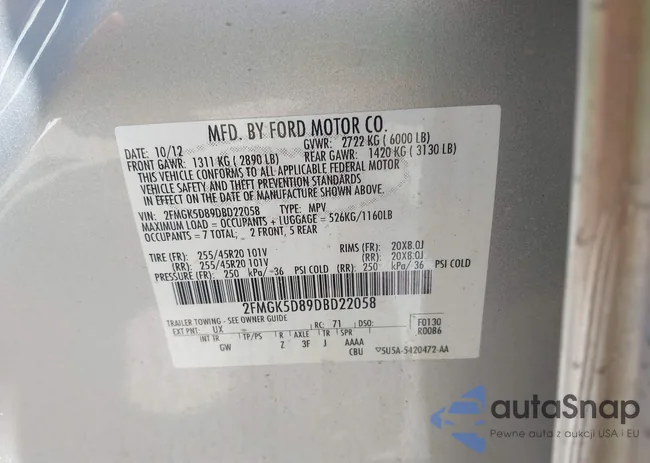 MFD. BY FORD MOTOR CO.
DATE: 10/12 GVWR: 2722 KG ( 6000 LB)
FRONT GAWR: 1311 KG ( 2890 LB) REAR GAWR: 1420 KG ( 3130 LB)
THIS VEHICLE CONFORMS TO ALL APPLICABLE FEDERAL MOTOR
VEHICLE SAFETY AND THEFT PREVENTION STANDARDS
IN EFFECT ON THE DATE OF MANUFACTURE SHOWN ABOVE.
VIN: 2FMGK5D89DBD22058 TYPE: MPV
MAXIMUM LOAD = OCCUPANTS + LUGGAGE = 526KG/1160LB
OCCUPANTS = 7 TOTAL, 2 FRONT, 5 REAR
TIRE (FR): 255/45R20 101V RIMS (FR): 20X8.0J
(RR): 255/45R20 101V (RR): 20X8.0J
PRESSURE (FR): 250 kPa/ 36 PSI COLD (RR): 250 kPa/ 36 PSI COLD
2FMGK5D89DBD22058
TRAILER TOWING - SEE OWNER GUIDE
EXT PNT: UX RC: 71 DSO: F0130
R0086
INT TR TP/PS R AXLE TR SPR
GW Z 3F J AAAA
CBU 5U5A-5420472-AA
autaSnap
Pewne auta z aukcji USA i EU